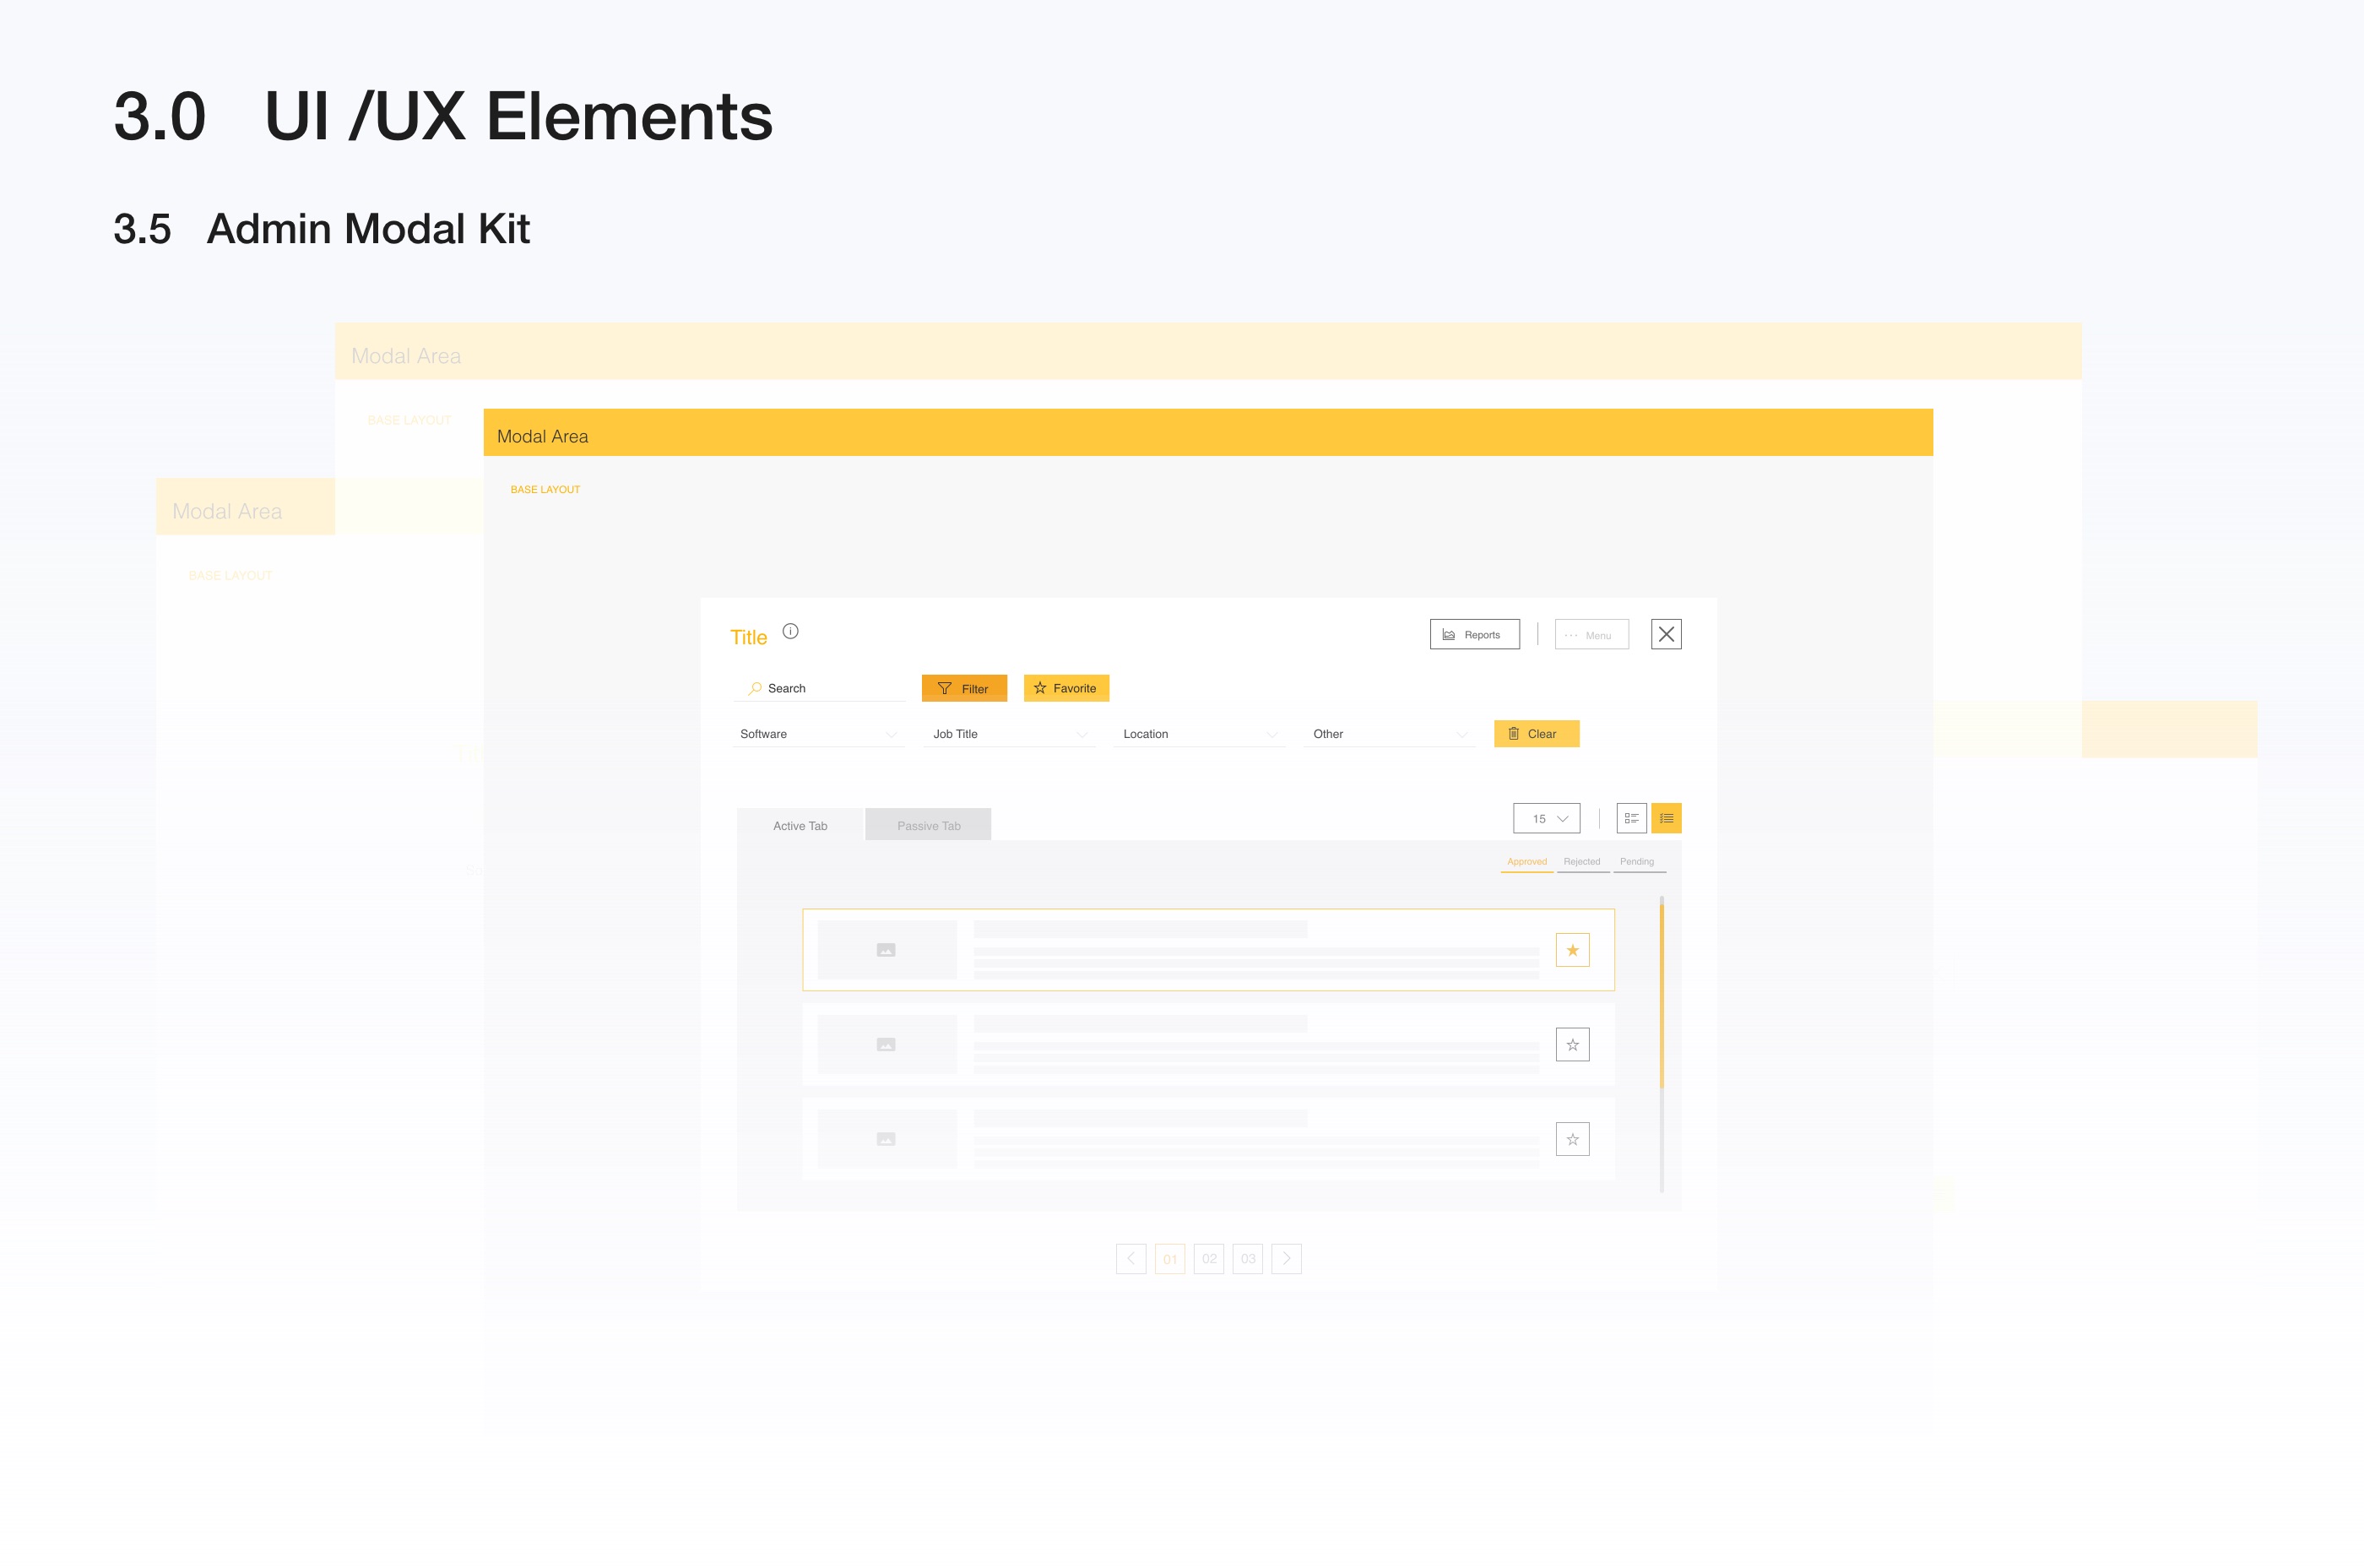 3.0 UI /UX Elements
3.5 Admin Modal Kit
Modal Area
BASE LAYOUT
Modal Area
BASE LAYOUT
Modal Area
BASE LAYOUT
Title
Reports
Menu
Search
Filter
Favorite
Software
Job Title
Location
Other
Clear
Active Tab
Passive Tab
15
Approved
Rejected
Pending
01
02
03